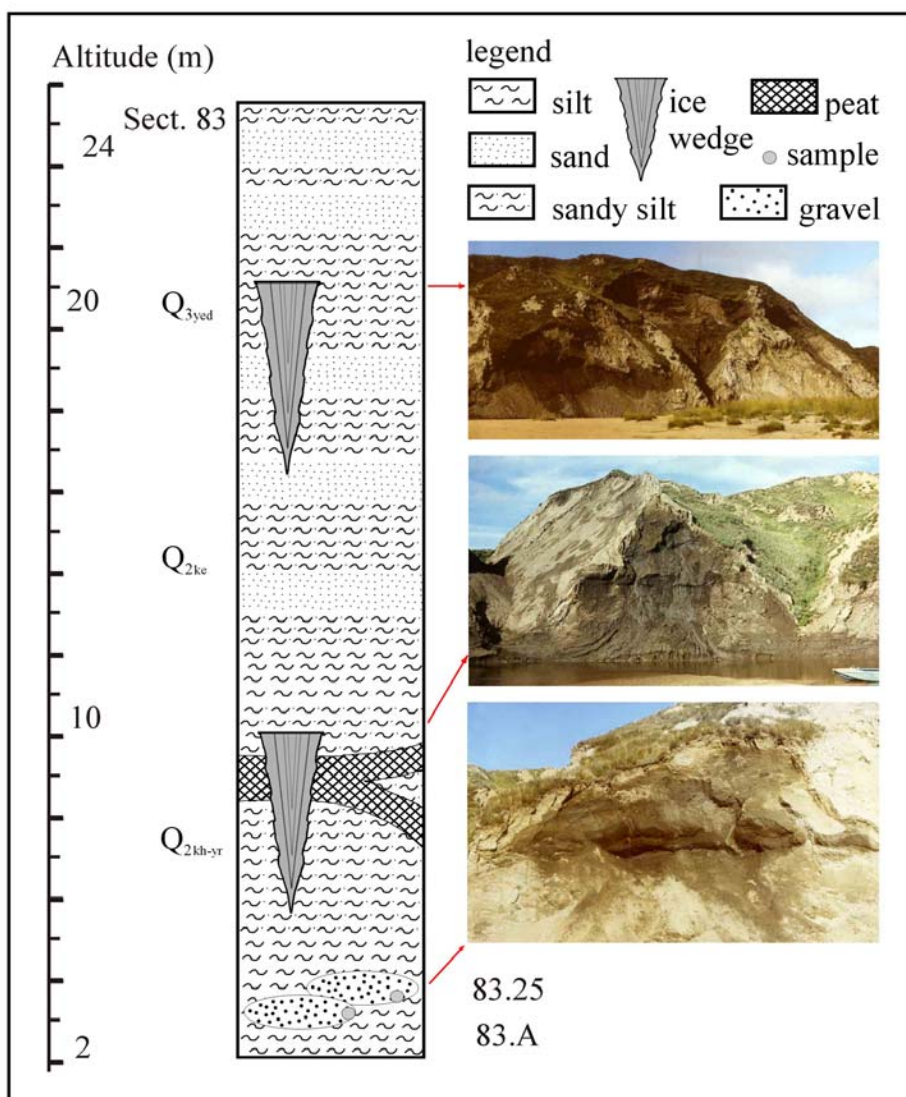 Altitude (m)
Sect. 83
24
20
10
2
Q3yed
Q2ke
Q2kh-yr
legend
silt
sand
sandy silt
ice
wedge
peat
sample
gravel
83.25
83.A